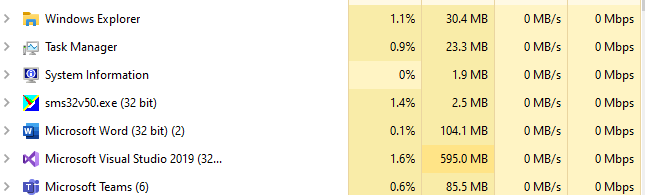 Windows Explorer 1.1% 30.4 MB 0 MB/s 0 Mbps
Task Manager 0.9% 23.3 MB 0 MB/s 0 Mbps
System Information 0% 1.9 MB 0 MB/s 0 Mbps
sms32v50.exe (32 bit) 1.4% 2.5 MB 0 MB/s 0 Mbps
Microsoft Word (32 bit) (2) 0.1% 104.1 MB 0 MB/s 0 Mbps
Microsoft Visual Studio 2019 (32... 1.6% 595.0 MB 0 MB/s 0 Mbps
Microsoft Teams (6) 0.6% 85.5 MB 0 MB/s 0 Mbps